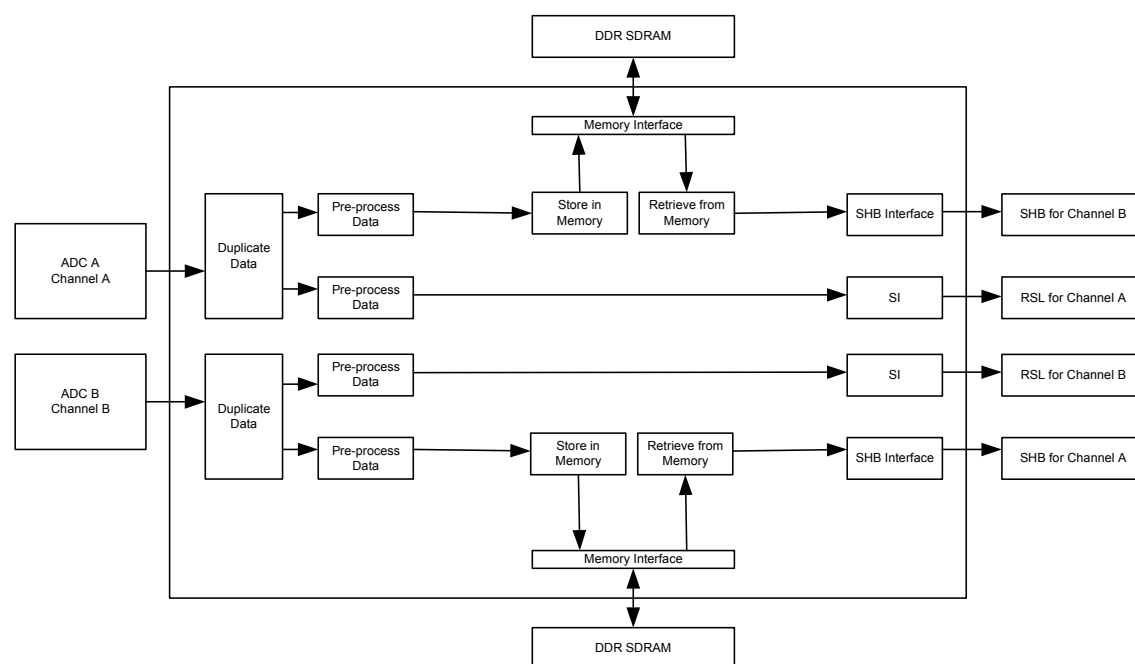 DDR SDRAM
Memory Interface
Pre-process
Data
Store in
Memory
Retrieve from
Memory
SHB Interface
SHB for Channel B
ADC A
Channel A
Duplicate
Data
Pre-process
Data
SI
RSL for Channel A
ADC B
Channel B
Duplicate
Data
Pre-process
Data
SI
RSL for Channel B
Pre-process
Data
Store in
Memory
Retrieve from
Memory
SHB Interface
SHB for Channel A
Memory Interface
DDR SDRAM